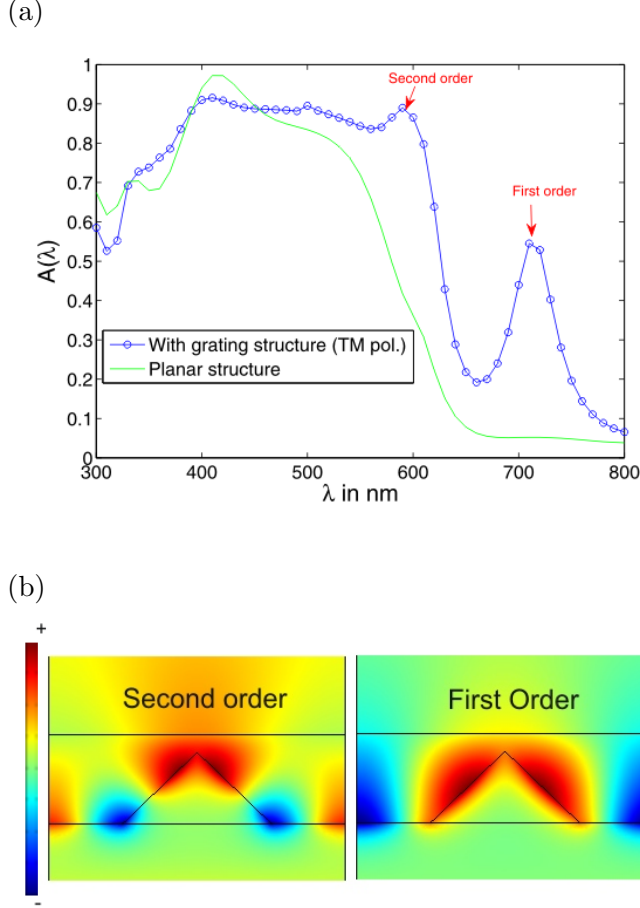 (a)
1
0.9
0.8
0.7
0.6
0.5
0.4
0.3
0.2
0.1
0
A(λ)
Second order
First order
With grating structure (TM pol.)
Planar structure
300 400 500 600 700 800
λ in nm
(b)
+
-
Second order
First Order